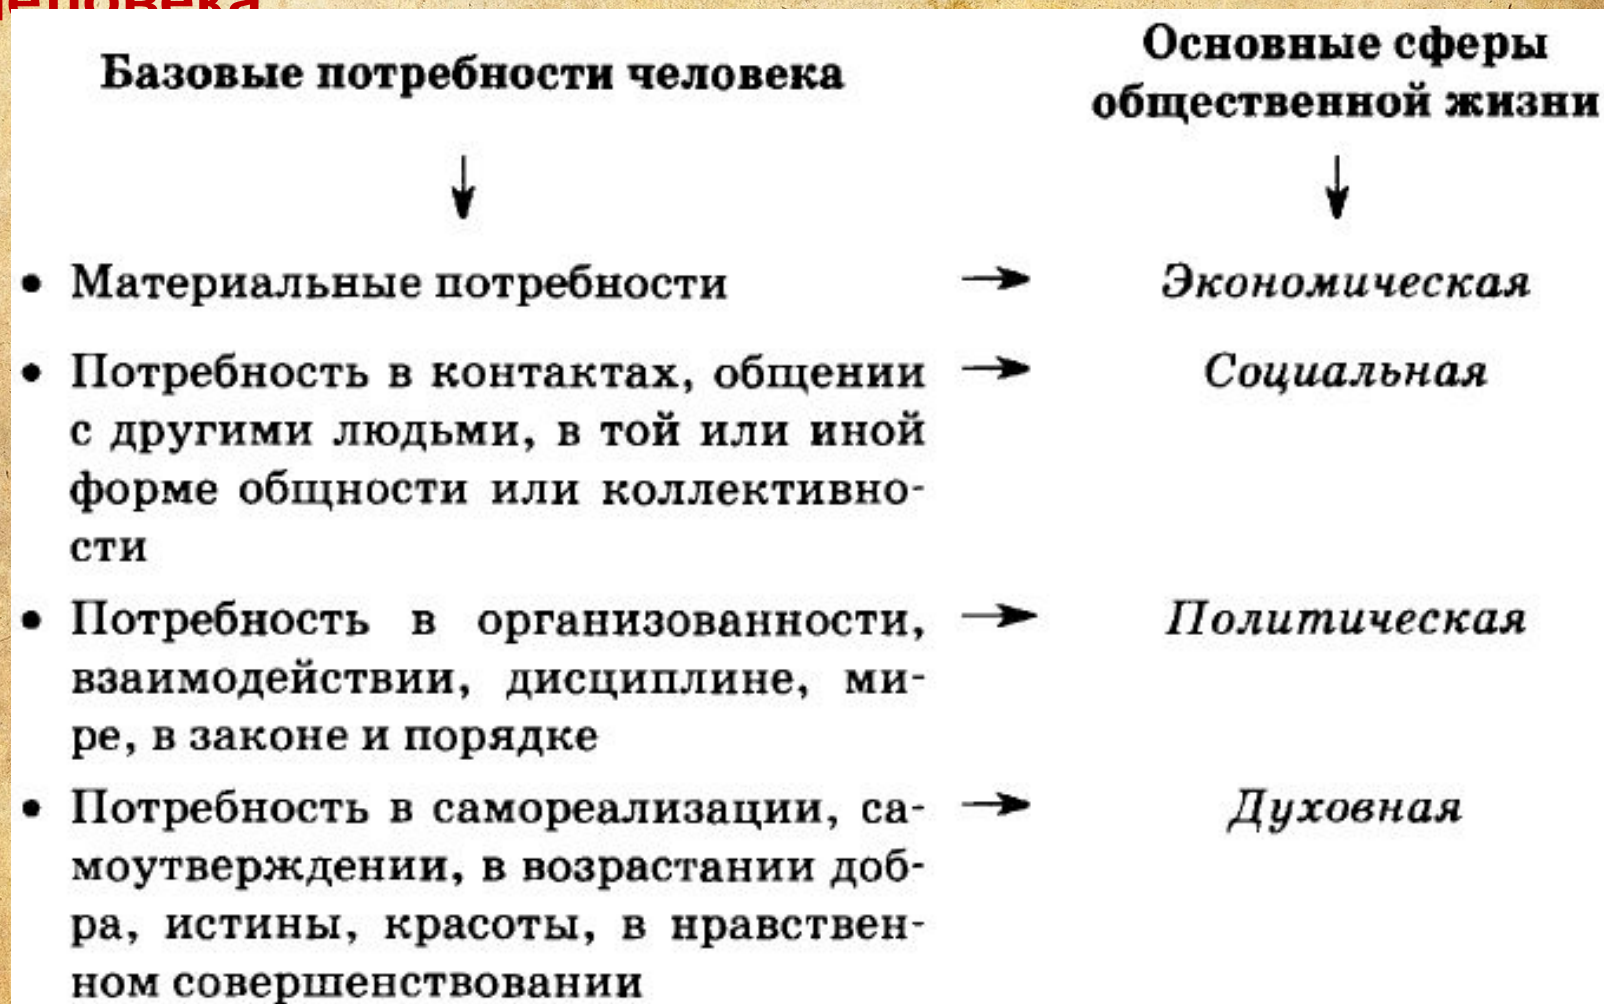 человека
Базовые потребности человека
Основные сферы
общественной жизни
• Материальные потребности → Экономическая
• Потребность в контактах, общении → Социальная
с другими людьми, в той или иной
форме общности или коллективно-
сти
• Потребность в организованности, → Политическая
взаимодействии, дисциплине, ми-
ре, в законе и порядке
• Потребность в самореализации, са- → Духовная
моутверждении, в возрастании доб-
ра, истины, красоты, в нравствен-
ном совершенствовании